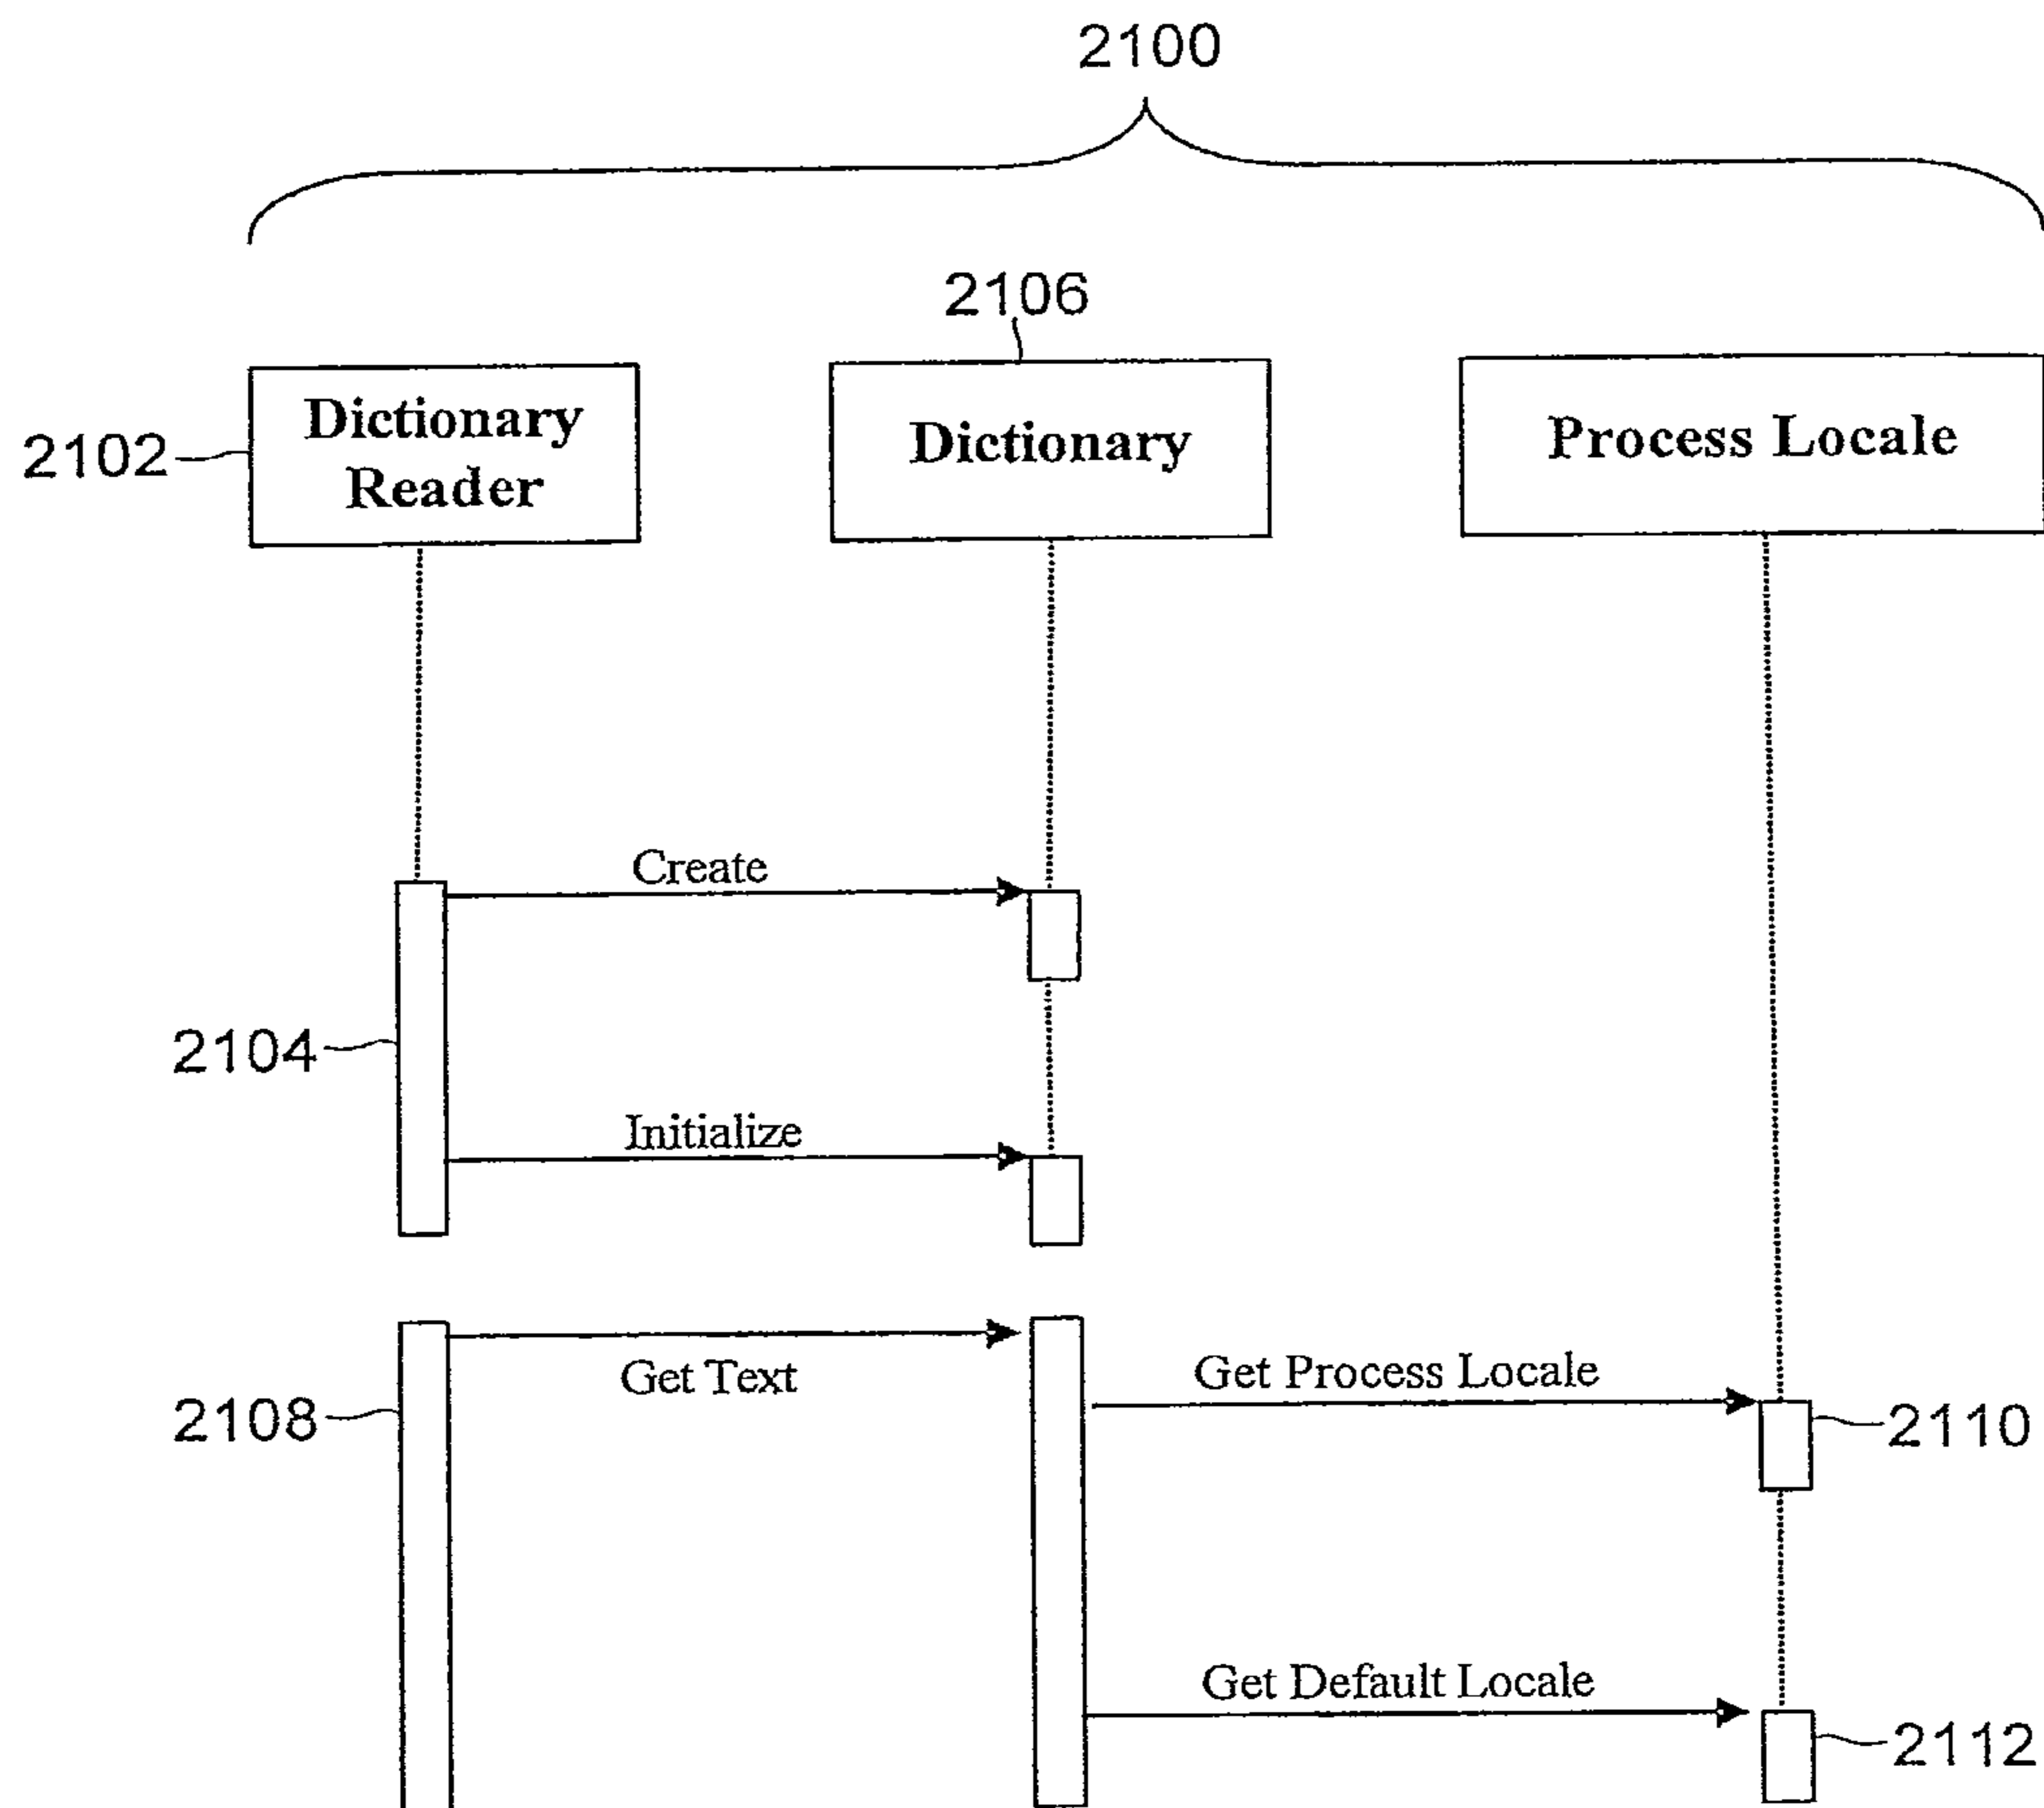 2100
2106
2102
Dictionary
Reader
Dictionary
Process Locale
Create
2104
Initialize
Get Text
Get Process Locale
2108
2110
Get Default Locale
2112